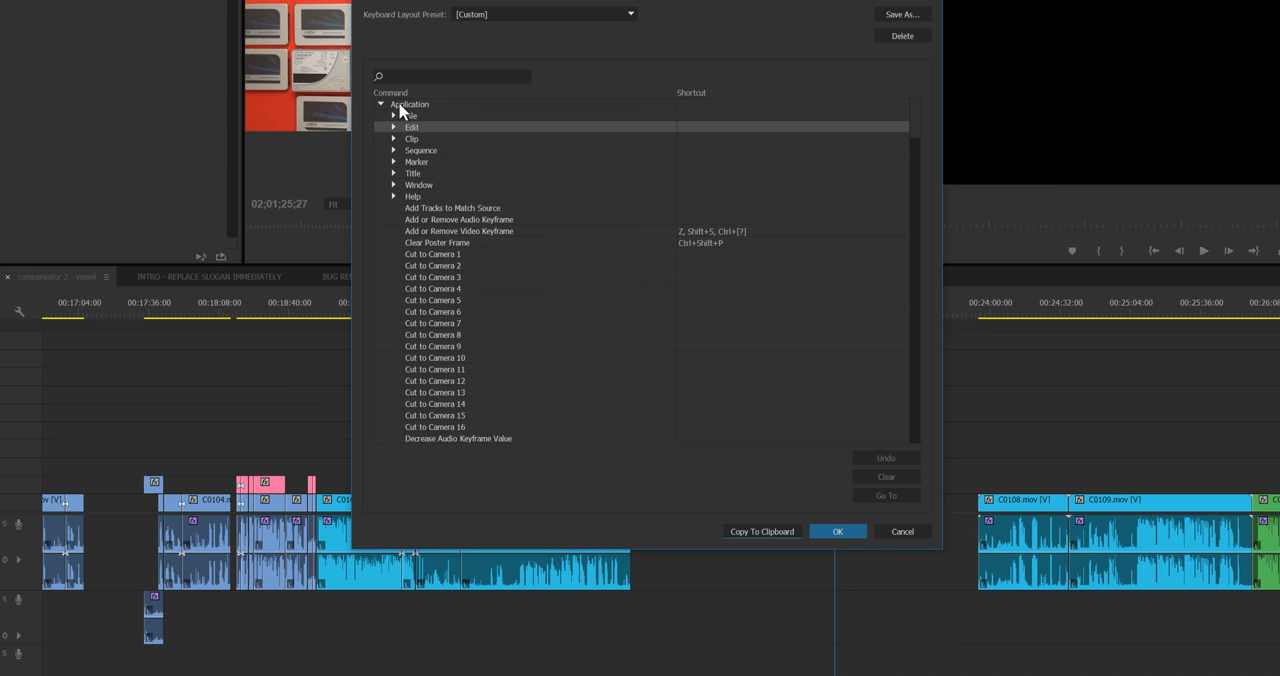 Keyboard Layout Preset: [Custom]
Save As...
Delete
Command Shortcut
Application
Edit
Clip
Sequence
Marker
Title
Window
Help
Add Tracks to Match Source
Add or Remove Audio Keyframe
Add or Remove Video Keyframe Z, Shift+S, Ctrl+[?]
Clear Poster Frame Ctrl+Shift+P
Cut to Camera 1
Cut to Camera 2
Cut to Camera 3
Cut to Camera 4
Cut to Camera 5
Cut to Camera 6
Cut to Camera 7
Cut to Camera 8
Cut to Camera 9
Cut to Camera 10
Cut to Camera 11
Cut to Camera 12
Cut to Camera 13
Cut to Camera 14
Cut to Camera 15
Cut to Camera 16
Decrease Audio Keyframe Value
Undo
Clear
Go To
Copy To Clipboard OK Cancel
02;01;25;27 Fit
compensator 2 - vessel INTRO - REPLACE SLOGAN IMMEDIATELY BUG
00:17:04:00 00:17:36:00 00:18:08:00 00:18:40:00 00:24:00:00 00:24:32:00 00:25:04:00 00:25:36:00
[V] C0104 C0108.mov [V] C0109.mov [V]